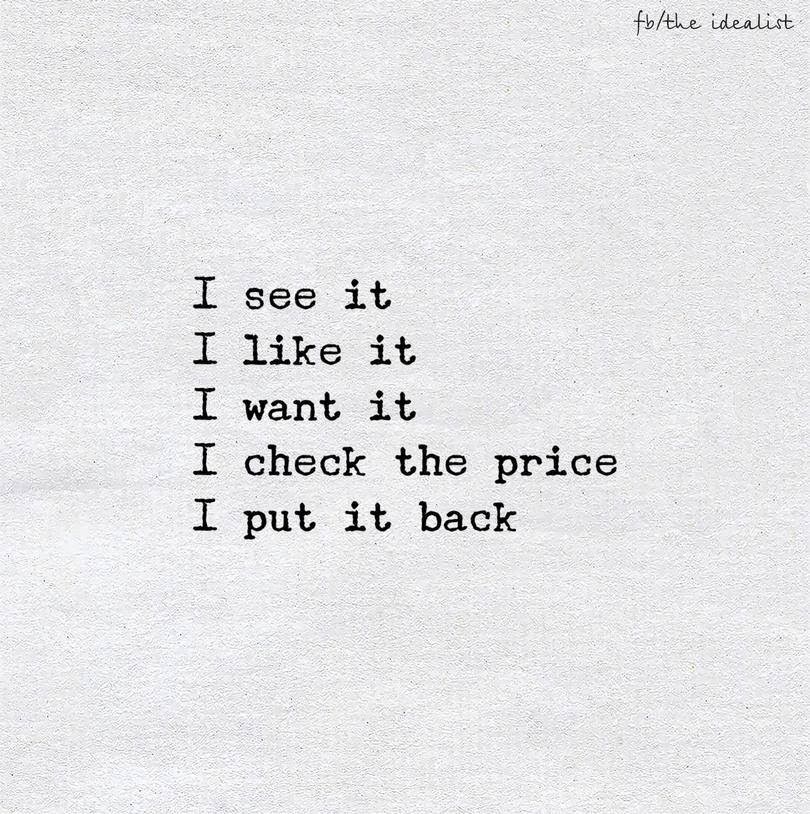 fb/the idealist
I see it
I like it
I want it
I check the price
I put it back